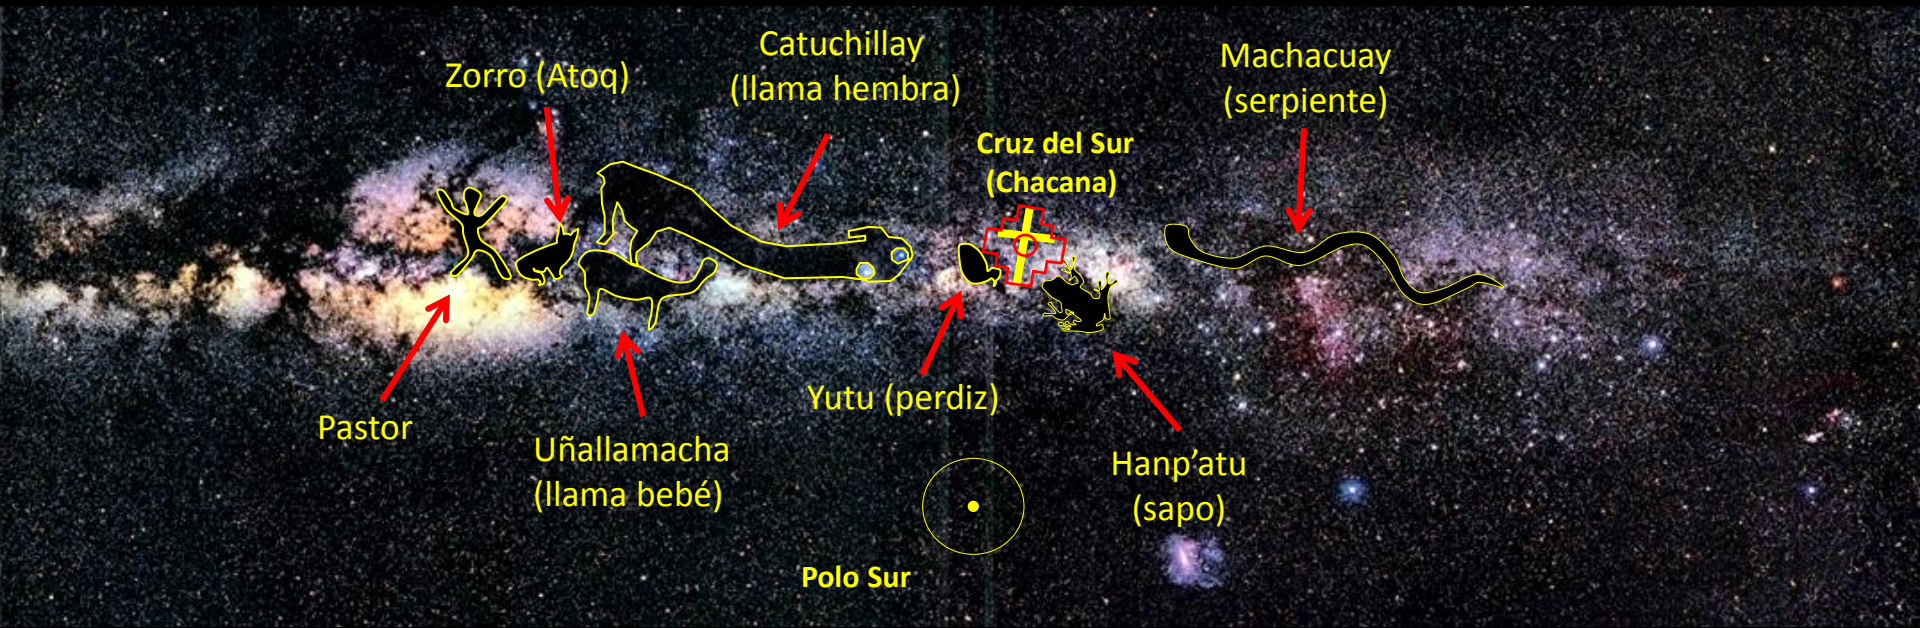 Zorro (Atoq)
Catuchillay
(llama hembra)
Cruz del Sur
(Chacana)
Machacuay
(serpiente)
Pastor
Uñallamacha
(llama bebé)
Yutu (perdiz)
Hanp’atu
(sapo)
Polo Sur